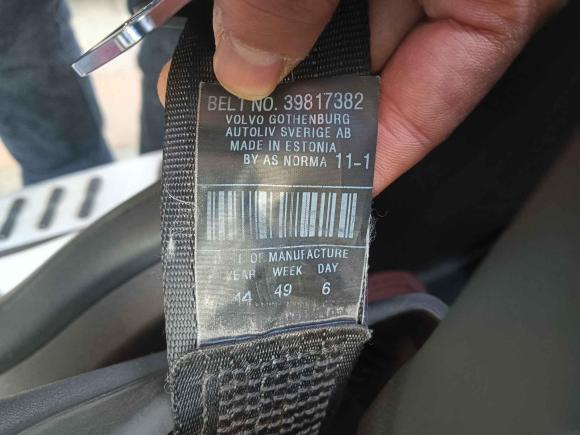 BELT NO. 39817382
VOLVO GOTHENBURG
AUTOLIV SVERIGE AB
MADE IN ESTONIA
BY AS NORMA 11-1
OF MANUFACTURE
YEAR WEEK DAY
14 49 6